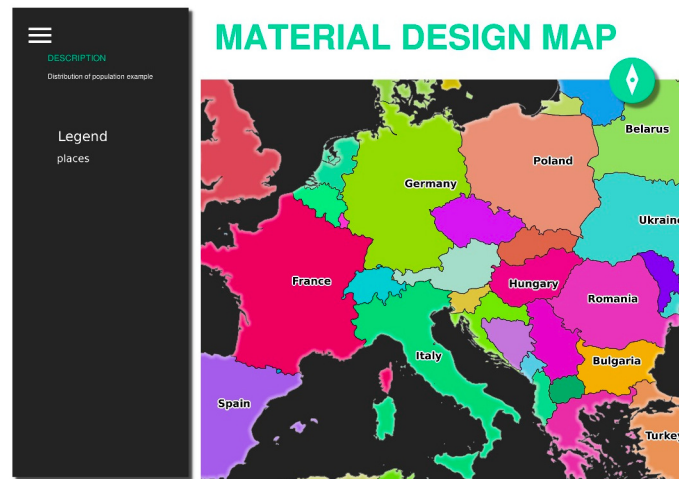 MATERIAL DESIGN MAP
DESCRIPTION
Distribution of population example
Legend
places
Belarus
Poland
Germany
Ukraine
France
Hungary
Romania
Italy
Bulgaria
Spain
Turkey